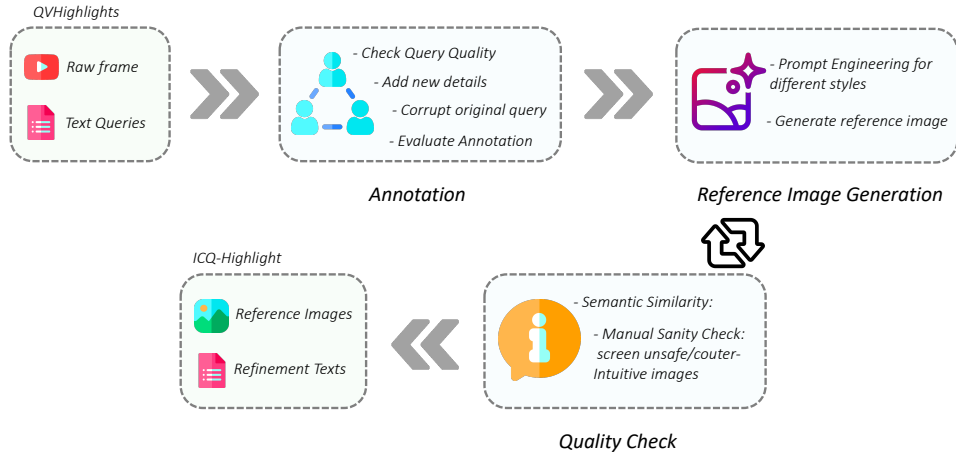 QVHighlights
Raw frame
Text Queries
- Check Query Quality
- Add new details
- Corrupt original query
- Evaluate Annotation
Annotation
- Prompt Engineering for
different styles
- Generate reference image
Reference Image Generation
ICQ-Highlight
Reference Images
Refinement Texts
- Semantic Similarity:
- Manual Sanity Check:
screen unsafe/couter-
Intuitive images
Quality Check